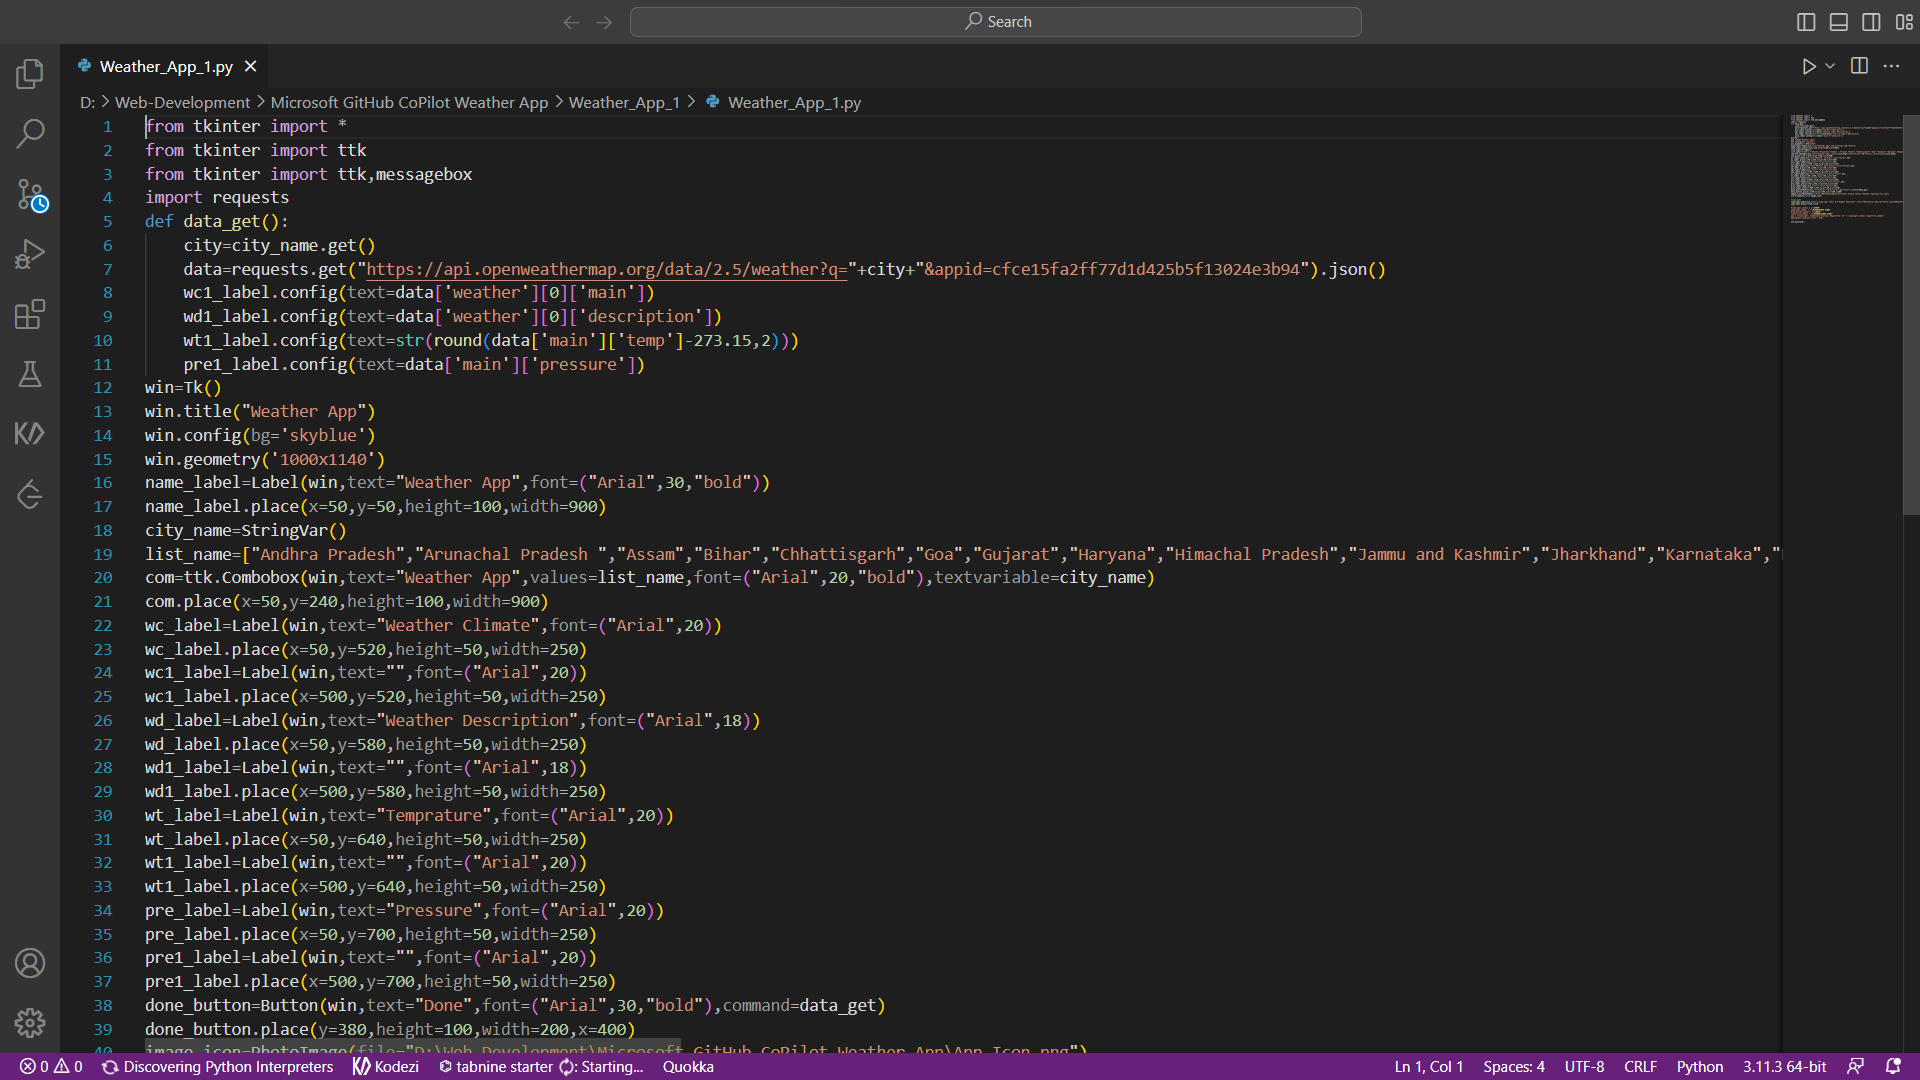 Search
Weather_App_1.py
D: > Web-Development > Microsoft GitHub CoPilot Weather App > Weather_App_1 > Weather_App_1.py
1 from tkinter import *
2 from tkinter import ttk
3 from tkinter import ttk,messagebox
4 import requests
5 def data_get():
6 city=city_name.get()
7 data=requests.get("https://api.openweathermap.org/data/2.5/weather?q="+city+"&appid=cfce15fa2ff77d1d425b5f13024e3b94").json()
8 wc1_label.config(text=data['weather'][0]['main'])
9 wd1_label.config(text=data['weather'][0]['description'])
10 wt1_label.config(text=str(round(data['main']['temp']-273.15,2)))
11 pre1_label.config(text=data['main']['pressure'])
12 win=Tk()
13 win.title("Weather App")
14 win.config(bg='skyblue')
15 win.geometry('1000x1140')
16 name_label=Label(win,text="Weather App",font=("Arial",30,"bold"))
17 name_label.place(x=50,y=50,height=100,width=900)
18 city_name=StringVar()
19 list_name=["Andhra Pradesh","Arunachal Pradesh ","Assam","Bihar","Chhattisgarh","Goa","Gujarat","Haryana","Himachal Pradesh","Jammu and Kashmir","Jharkhand","Karnataka","
20 com=ttk.Combobox(win,text="Weather App",values=list_name,font=("Arial",20,"bold"),textvariable=city_name)
21 com.place(x=50,y=240,height=100,width=900)
22 wc_label=Label(win,text="Weather Climate",font=("Arial",20))
23 wc_label.place(x=50,y=520,height=50,width=250)
24 wc1_label=Label(win,text="",font=("Arial",20))
25 wc1_label.place(x=500,y=520,height=50,width=250)
26 wd_label=Label(win,text="Weather Description",font=("Arial",18))
27 wd_label.place(x=50,y=580,height=50,width=250)
28 wd1_label=Label(win,text="",font=("Arial",18))
29 wd1_label.place(x=500,y=580,height=50,width=250)
30 wt_label=Label(win,text="Temprature",font=("Arial",20))
31 wt_label.place(x=50,y=640,height=50,width=250)
32 wt1_label=Label(win,text="",font=("Arial",20))
33 wt1_label.place(x=500,y=640,height=50,width=250)
34 pre_label=Label(win,text="Pressure",font=("Arial",20))
35 pre_label.place(x=50,y=700,height=50,width=250)
36 pre1_label=Label(win,text="",font=("Arial",20))
37 pre1_label.place(x=500,y=700,height=50,width=250)
38 done_button=Button(win,text="Done",font=("Arial",30,"bold"),command=data_get)
39 done_button.place(y=380,height=100,width=200,x=400)
40 image_icon=PhotoImage(file="D:\Web-Development\Microsoft GitHub CoPilot Weather App\App Icon.png")
0 0 Discovering Python Interpreters Kodezi tabnine starter : Starting... Quokka Ln 1, Col 1 Spaces: 4 UTF-8 CRLF Python 3.11.3 64-bit